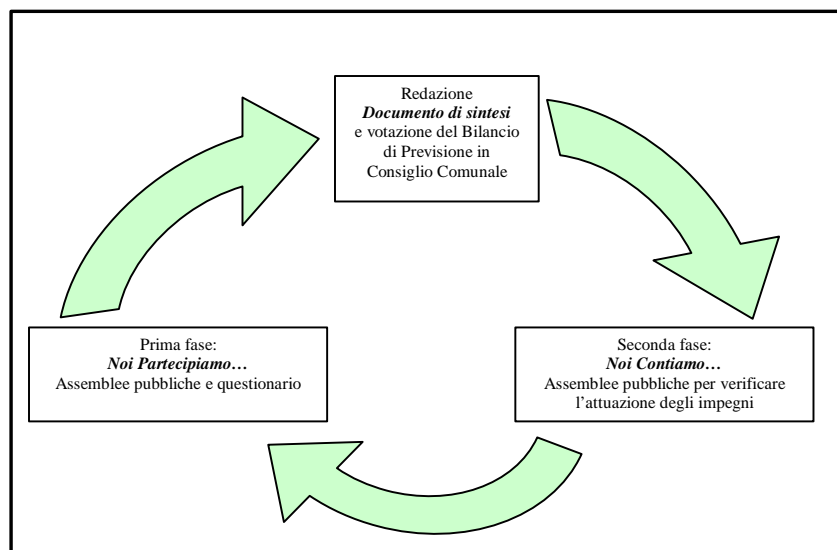 Redazione
Documento di sintesi
e votazione del Bilancio
di Previsione in
Consiglio Comunale
Prima fase:
Noi Partecipiamo…
Assemblee pubbliche e questionario
Seconda fase:
Noi Contiamo…
Assemblee pubbliche per verificare
l’attuazione degli impegni